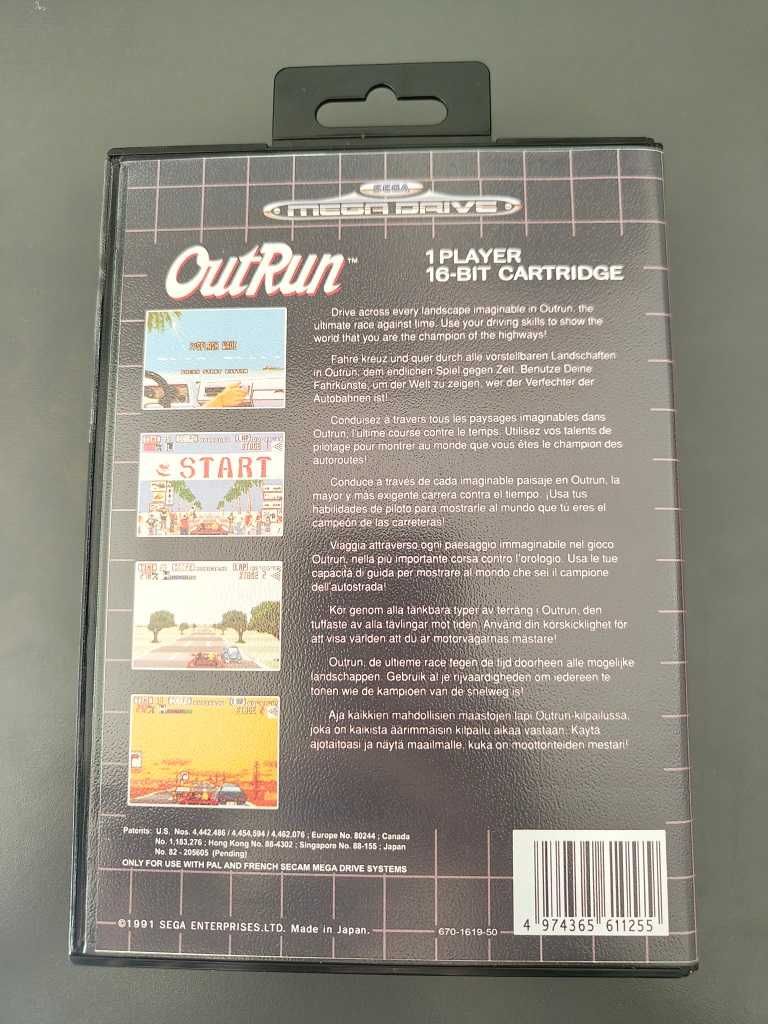 SEGA
MEGA DRIVE
OutRun™
1 PLAYER
16-BIT CARTRIDGE
Drive across every landscape imaginable in Outrun, the
ultimate race against time. Use your driving skills to show the
world that you are the champion of the highways!
Fahre kreuz und quer durch alle vorstellbaren Landschaften
in Outrun, dem endlichen Spiel gegen Zeit. Benutze Deine
Fahrkünste, um der Welt zu zeigen, wer der Verfechter der
Autobahnen ist!
Conduisez à travers tous les paysages imaginables dans
Outrun, l'ultime course contre le temps. Utilisez vos talents de
pilotage pour montrer au monde que vous êtes le champion des
autoroutes!
Conduce a través de cada imaginable paisaje en Outrun, la
mayor y más exigente carrera contra el tiempo. ¡Usa tus
habilidades de piloto para mostrarle al mundo que tú eres el
campeón de las carreteras!
Viaggia attraverso ogni paesaggio immaginabile nel gioco
Outrun, nella più importante corsa contro l'orologio. Usa le tue
capacità di guida per mostrare al mondo che sei il campione
dell'autostrada!
Kör genom alla tänkbara typer av terräng i Outrun, den
tuffaste av alla tävlingar mot tiden. Använd din körskicklighet för
att visa världen att du är motorvägarnas mästare!
Outrun, de ultieme race tegen de tijd doorheen alle mogelijke
landschappen. Gebruik al je rijvaardigheden om iedereen te
tonen wie de kampioen van de snelweg is!
Aja kaikkien mahdollisien maastojen läpi Outrun-kilpailussa,
joka on kaikista äärimmäisin kilpailu aikaa vastaan. Käytä
ajotaitoasi ja näytä maailmalle, kuka on moottoriteiden mestari!
SPLASH WAVE
PRESS START BUTTON
START
STAGE 2
Patents: U.S. Nos. 4,442,486 / 4,454,594 / 4,462,076 ; Europe No. 80244 ; Canada
No. 1,183,276 ; Hong Kong No. 88-4302 ; Singapore No. 88-155 ; Japan
No. 82 - 205605 (Pending)
ONLY FOR USE WITH PAL AND FRENCH SECAM MEGA DRIVE SYSTEMS
4 974365 611255
©1991 SEGA ENTERPRISES.LTD. Made in Japan.
670-1619-50